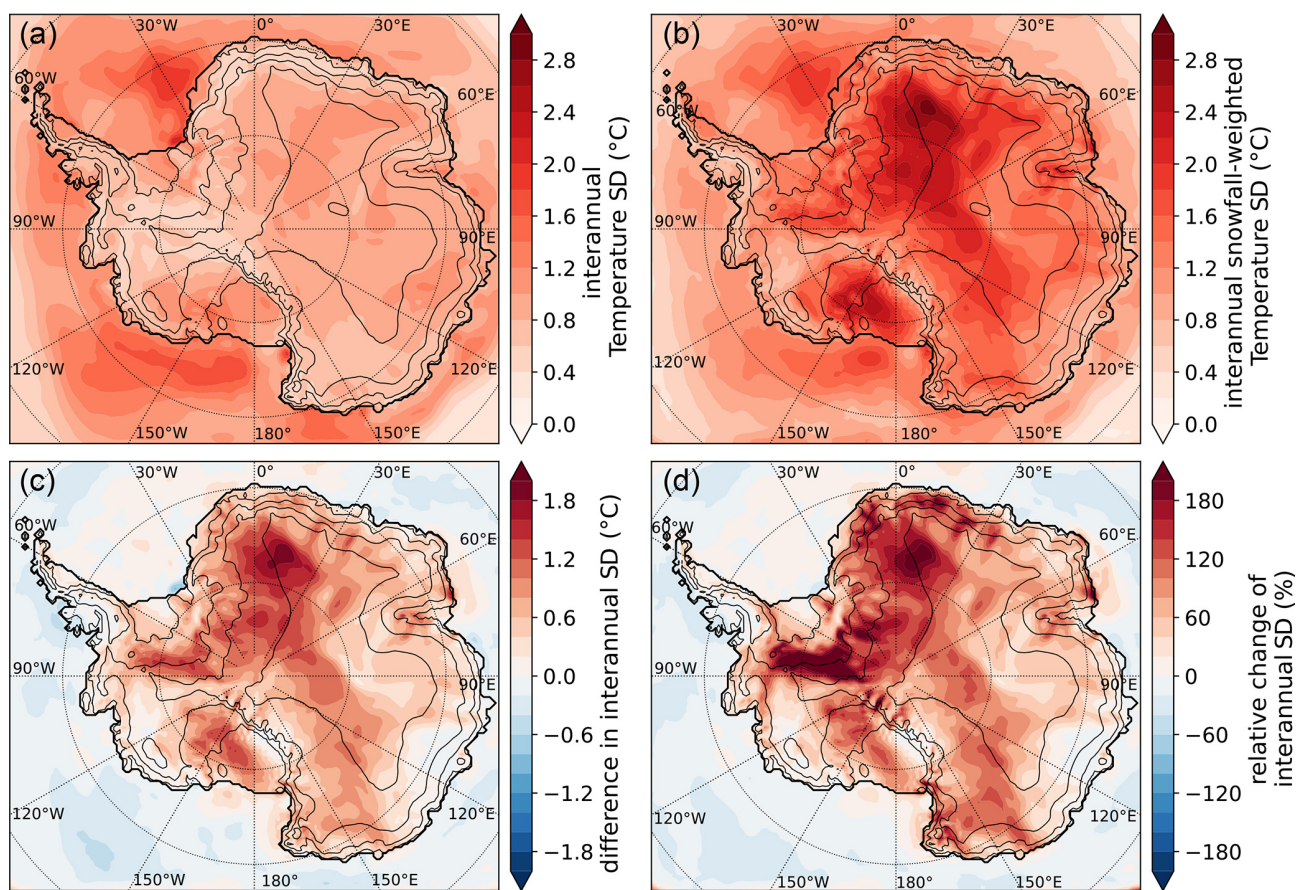 (a)
30°W
0°
30°E
60°W
60°E
90°W
90°E
120°W
120°E
150°W
180°
150°E
2.8
2.4
2.0
1.6
1.2
0.8
0.4
0.0
interannual
Temperature SD (°C)
(b)
30°W
0°
30°E
60°W
60°E
90°W
90°E
120°W
120°E
150°W
180°
150°E
2.8
2.4
2.0
1.6
1.2
0.8
0.4
0.0
interannual snowfall-weighted
Temperature SD (°C)
(c)
30°W
0°
30°E
60°W
60°E
90°W
90°E
120°W
120°E
150°W
180°
150°E
1.8
1.2
0.6
0.0
−0.6
−1.2
−1.8
difference in interannual SD (°C)
(d)
30°W
0°
30°E
60°W
60°E
90°W
90°E
120°W
120°E
150°W
180°
150°E
180
120
60
0
−60
−120
−180
relative change of
interannual SD (%)